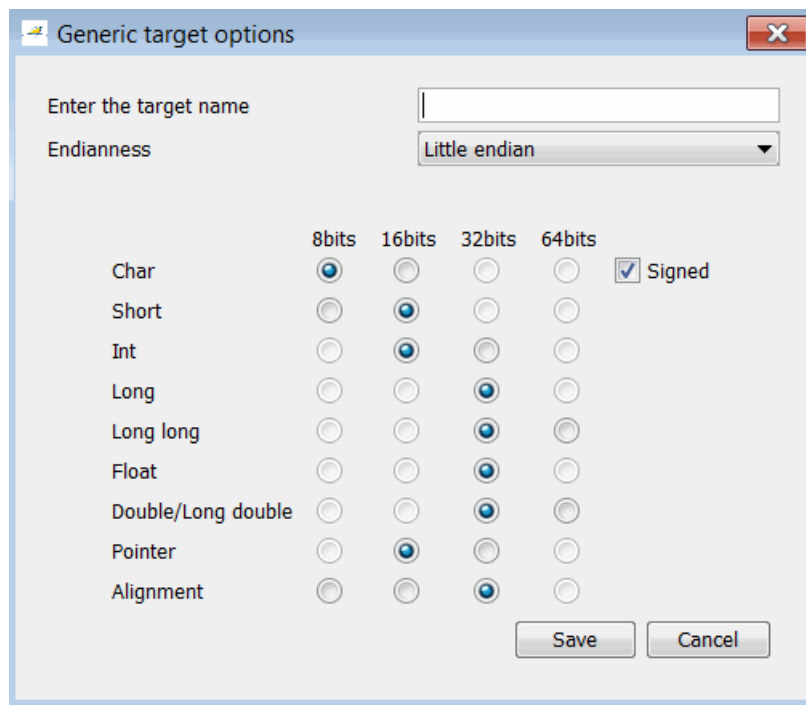 Generic target options
Enter the target name
Endianness Little endian
8bits 16bits 32bits 64bits
Char Signed
Short
Int
Long
Long long
Float
Double/Long double
Pointer
Alignment
Save Cancel